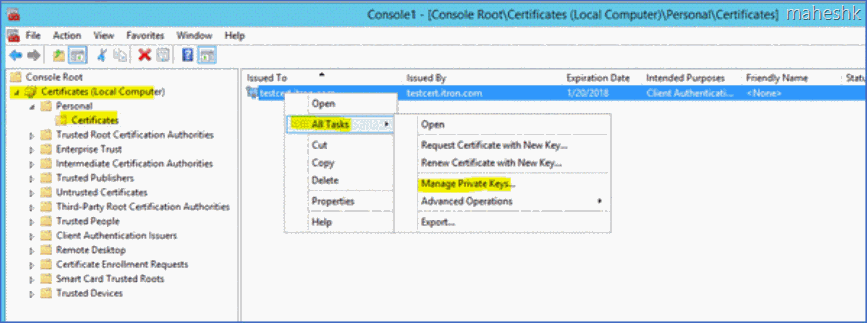 Console1 - [Console Root\Certificates (Local Computer)\Personal\Certificates]
maheshk
File Action View Favorites Window Help
Console Root
Certificates (Local Computer)
Personal
Certificates
Trusted Root Certification Authorities
Enterprise Trust
Intermediate Certification Authorities
Trusted Publishers
Untrusted Certificates
Third-Party Root Certification Authorities
Trusted People
Client Authentication Issuers
Remote Desktop
Certificate Enrollment Requests
Smart Card Trusted Roots
Trusted Devices
Issued To Issued By Expiration Date Intended Purposes Friendly Name Statu
testcert.itron.com testcert.itron.com 1/20/2018 Client Authenticati... <None>
Open
All Tasks
Cut
Copy
Delete
Properties
Help
Open
Request Certificate with New Key...
Renew Certificate with New Key...
Manage Private Keys...
Advanced Operations
Export...